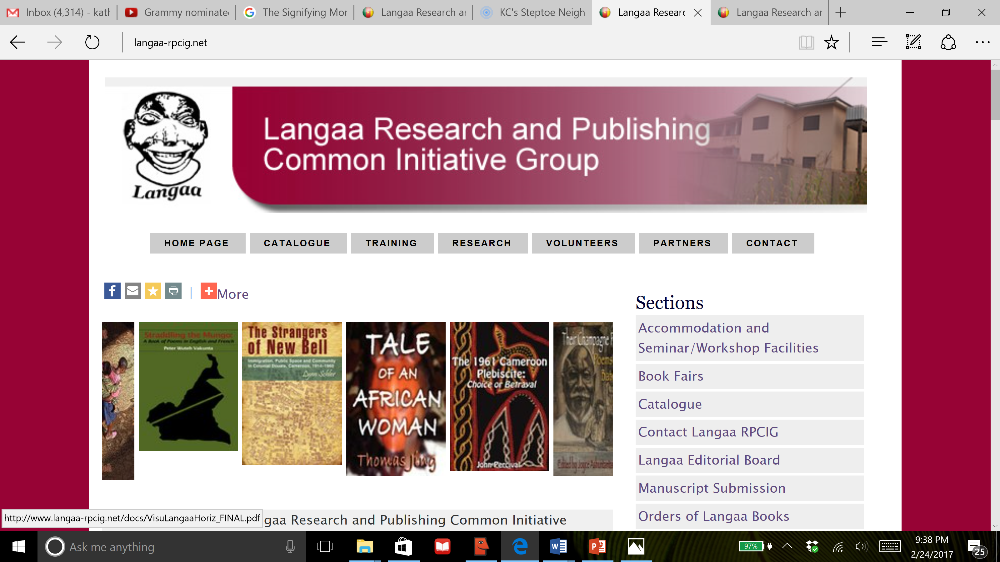 Inbox (4,314) - kath
Grammy nominated
The Signifying Mon
Langaa Research an
KC's Steptoe Neigh
Langaa Researc
Langaa Research an
langaa-rpcig.net
Langaa
Langaa Research and Publishing
Common Initiative Group
HOME PAGE CATALOGUE TRAINING RESEARCH VOLUNTEERS PARTNERS CONTACT
More
Straddling the Mungo:
A Book of Poems in English and French
Peter Wuteh Vakunta
The Strangers
of New Bell
Immigration, Public Space and Community
in Colonial Douala, Cameroon, 1914-1960
Lynn Schler
TALE
OF AN
AFRICAN
WOMAN
Thomas Jing
The 1961 Cameroon
Plebiscite:
Choice or Betrayal
John Percival
Their Champagne
Poems
Edited by Joyce
Sections
Accommodation and
Seminar/Workshop Facilities
Book Fairs
Catalogue
Contact Langaa RPCIG
Langaa Editorial Board
Manuscript Submission
Orders of Langaa Books
http://www.langaa-rpcig.net/docs/VisuLangaaHoriz_FINAL.pdf
gaa Research and Publishing Common Initiative
Ask me anything
97%
9:38 PM
2/24/2017
25